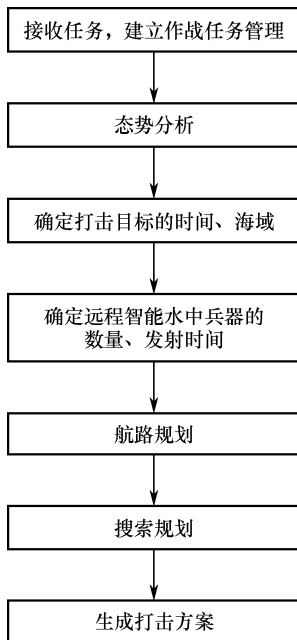 接收任务，建立作战任务管理
态势分析
确定打击目标的时间、海域
确定远程智能水中兵器的
数量、发射时间
航路规划
搜索规划
生成打击方案